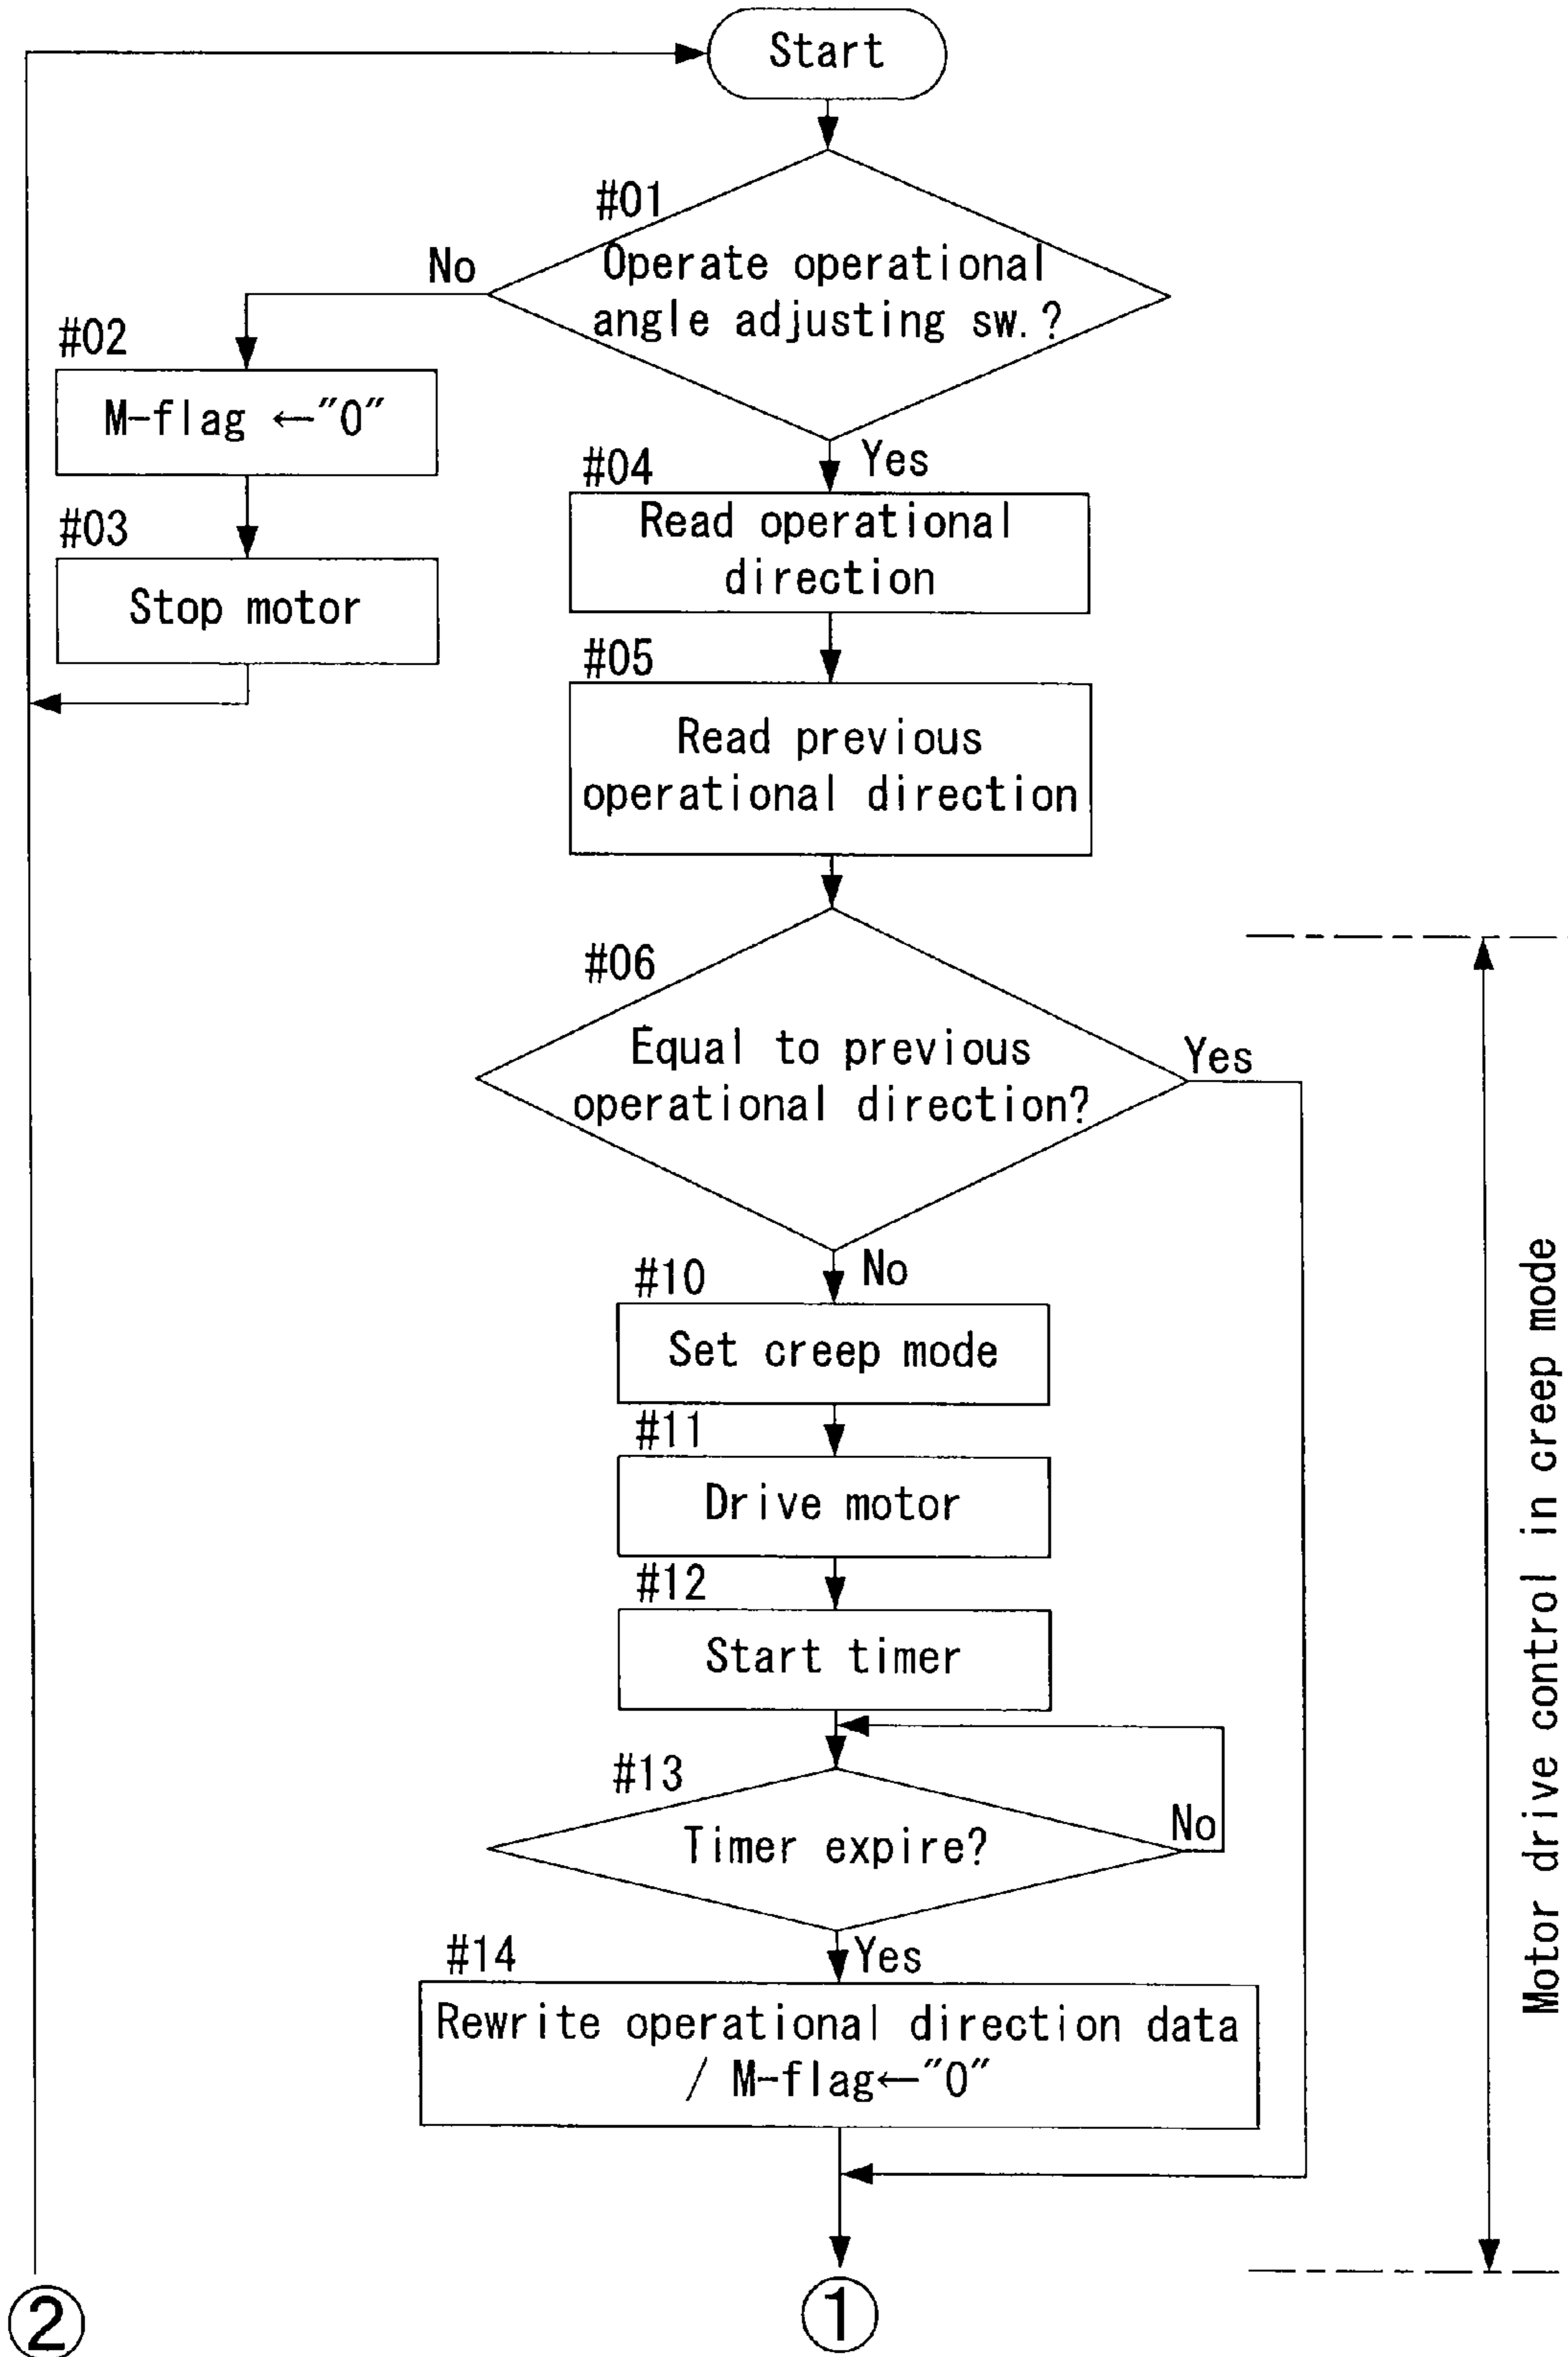 Start
#01
Operate operational
angle adjusting sw.?
No
Yes
#02
M-flag ←"0"
#03
Stop motor
#04
Read operational
direction
#05
Read previous
operational direction
#06
Equal to previous
operational direction?
Yes
No
#10
Set creep mode
#11
Drive motor
#12
Start timer
#13
Timer expire?
No
Yes
#14
Rewrite operational direction data
/ M-flag←"0"
Motor drive control in creep mode
②
①